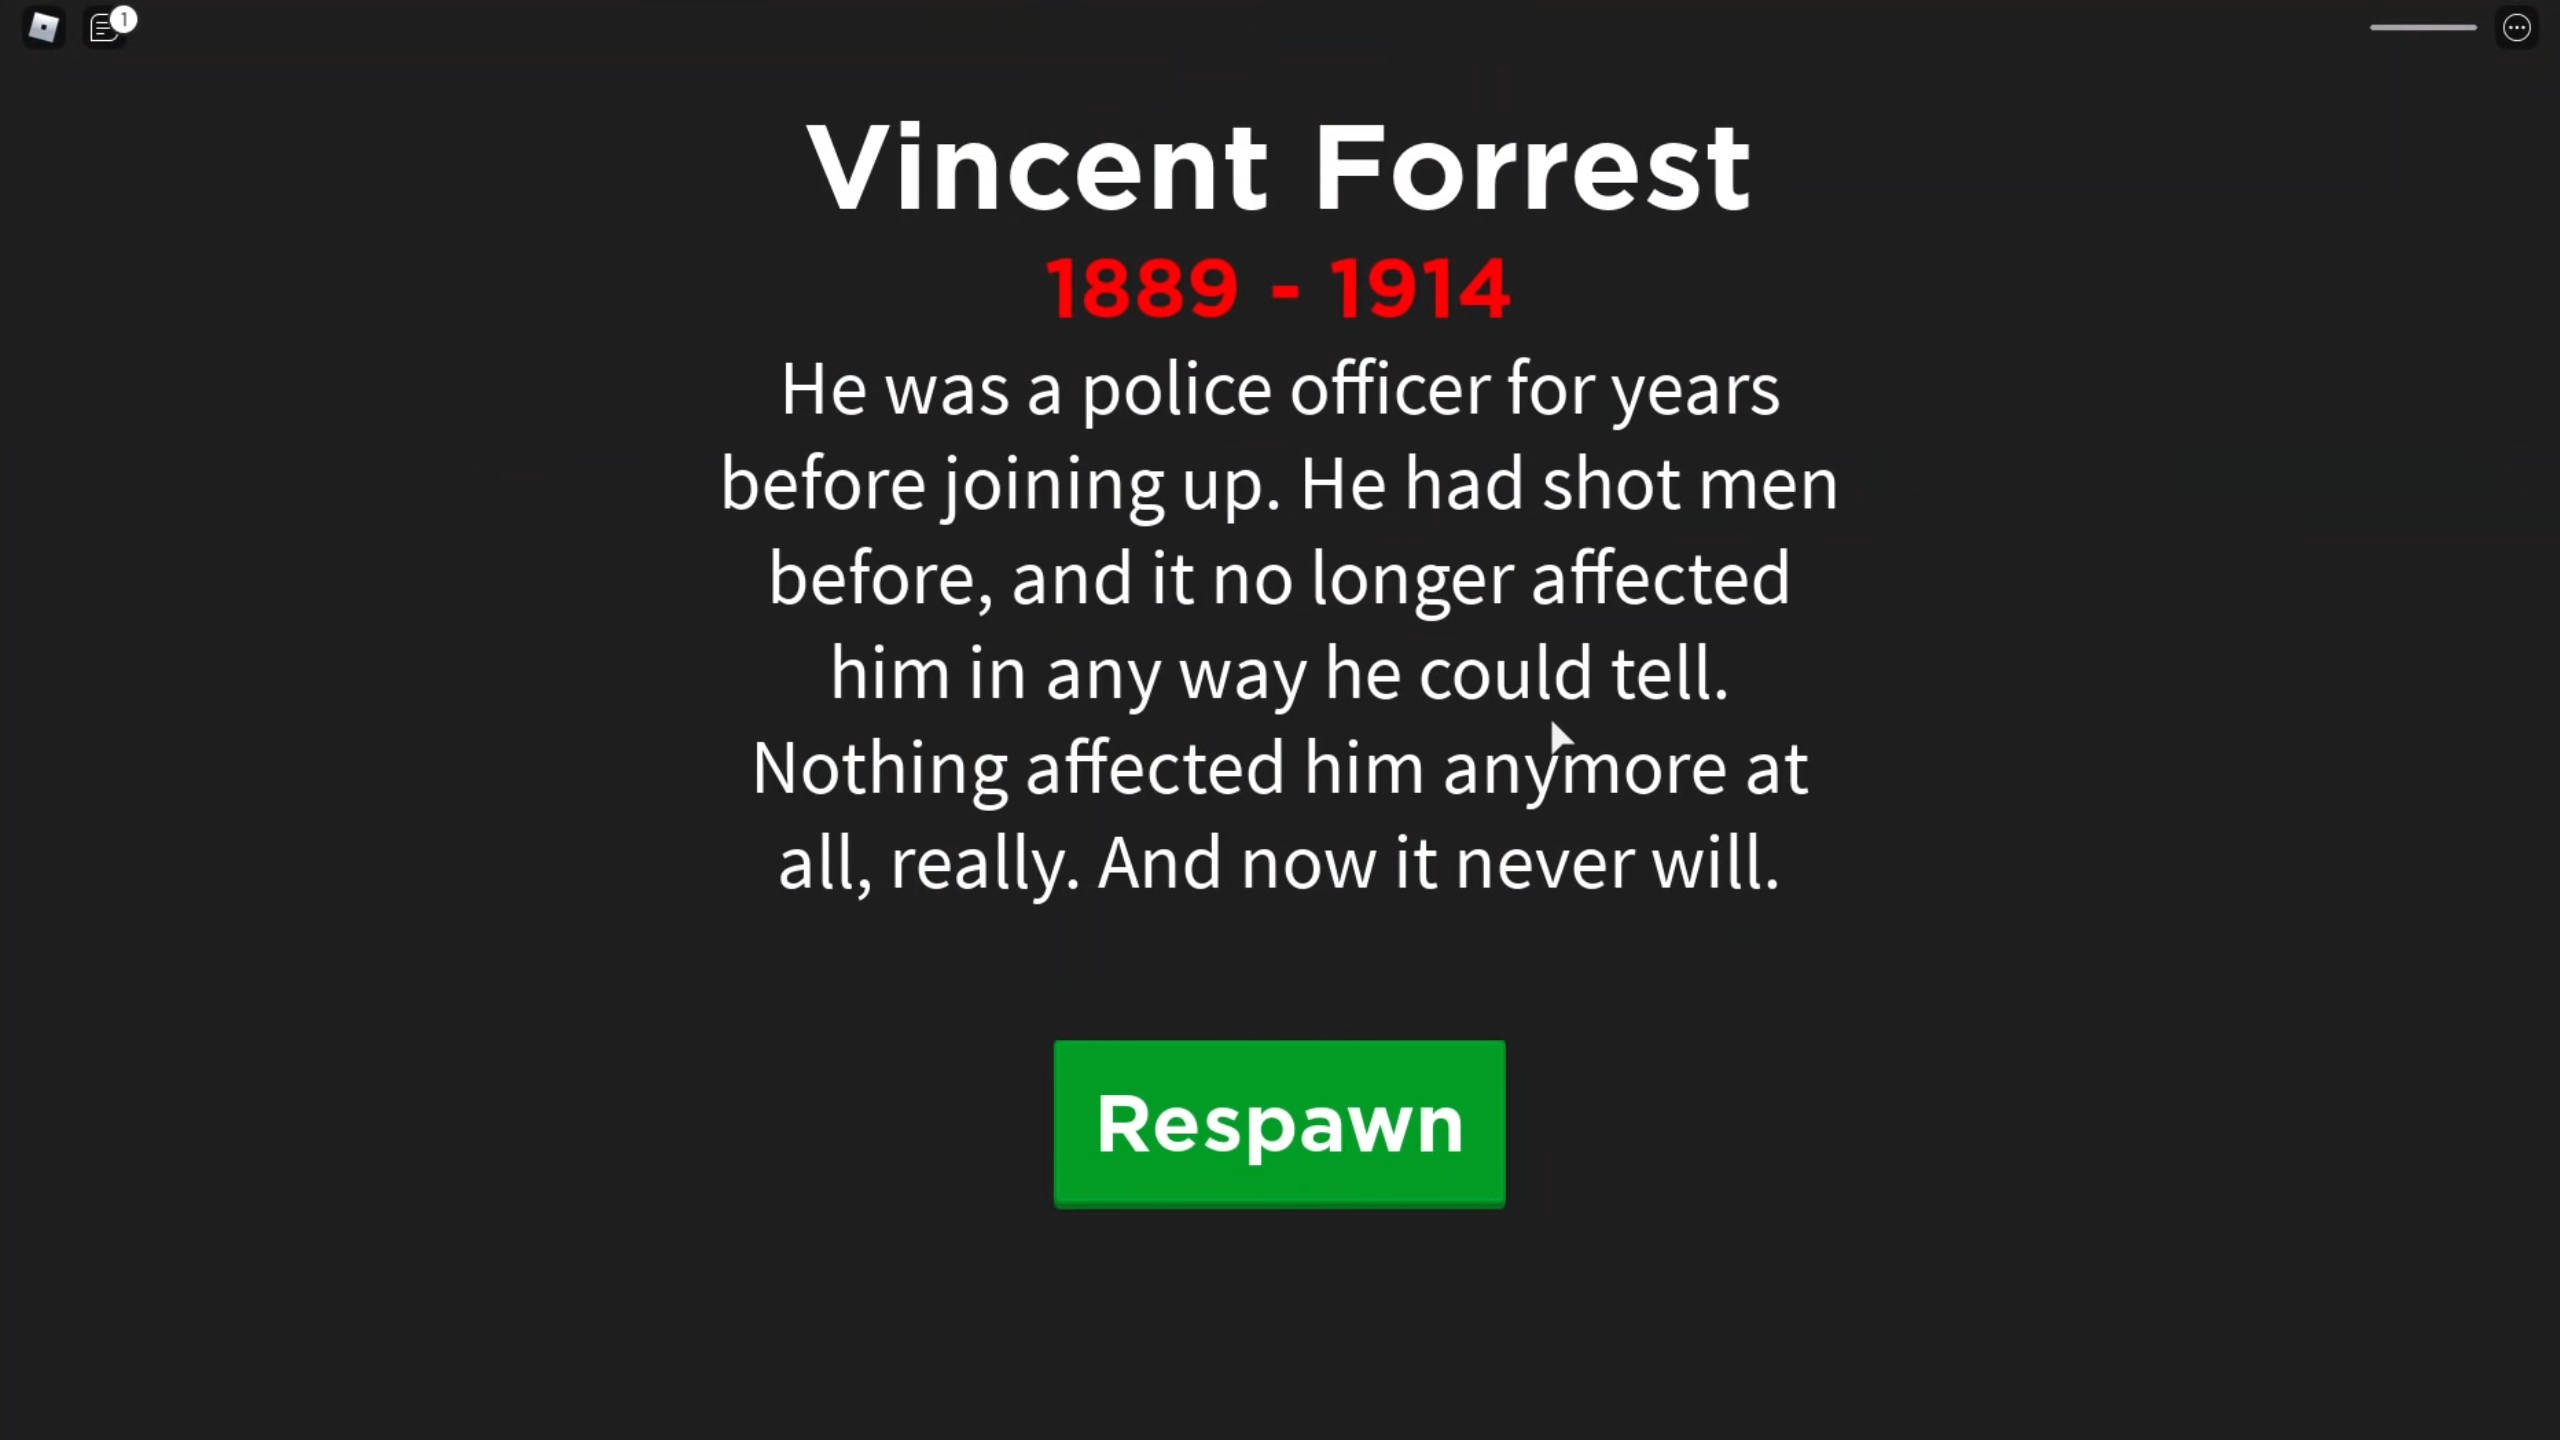 1
Vincent Forrest
1889 - 1914
He was a police officer for years
before joining up. He had shot men
before, and it no longer affected
him in any way he could tell.
Nothing affected him anymore at
all, really. And now it never will.
Respawn